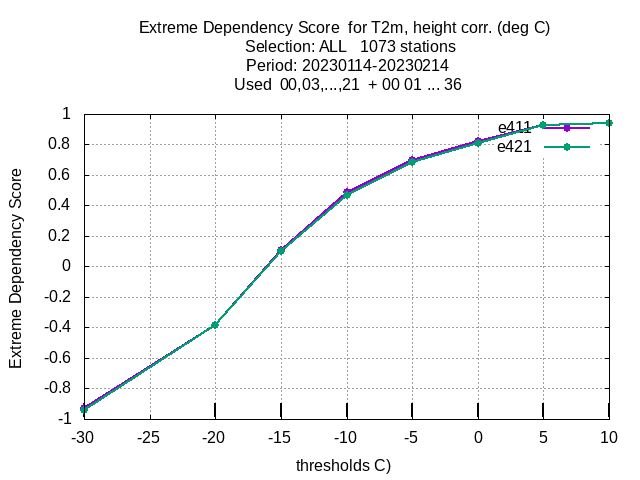 Extreme Dependency Score  for T2m, height corr. (deg C)
Selection: ALL   1073 stations
Period: 20230114-20230214
Used  00,03,...,21  + 00 01 ... 36
Extreme Dependency Score
1
0.8
0.6
0.4
0.2
0
-0.2
-0.4
-0.6
-0.8
-1
e411
e421
-30 -25 -20 -15 -10 -5 0 5 10
thresholds C)